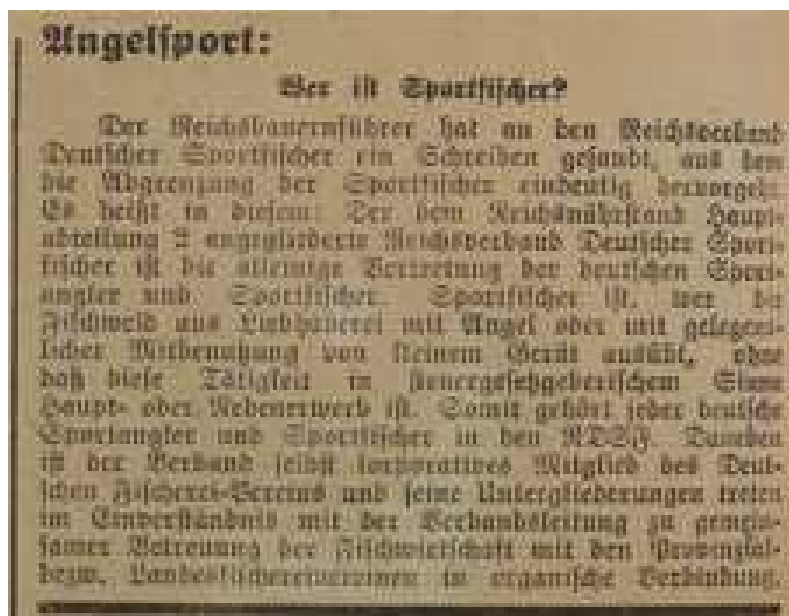 Angelsport:
Wer ist Sportfischer?
Der Reichsbauernführer hat an den Reichsverband
Deutscher Sportfischer ein Schreiben gesandt, aus dem
die Abgrenzung der Sportfischer eindeutig hervorgeht.
Es heißt in diesem: Der dem Reichsnährstand Haupt-
abteilung 2 angegliederte Reichsverband Deutscher Sport-
fischer ist die alleinige Vertretung der deutschen Sport-
angler und Sportfischer. Sportfischer ist, wer die
Fischweid aus Liebhaberei mit Angel oder mit gelegent-
licher Mitbenutzung von kleinem Gerät ausübt, ohne
daß diese Tätigkeit in steuergesetzgeberischem Sinne
Haupt- oder Nebenerwerb ist. Somit gehört jeder deutsche
Sportangler und Sportfischer in den RDSF. Daneben
ist der Verband selbst korporatives Mitglied des Deut-
schen Fischerei-Vereins und seine Untergliederungen treten
im Einverständnis mit der Verbandsleitung zu gemein-
samer Betreuung der Fischwirtschaft mit den Provinzial-
bezw. Landesfischereivereinen in organische Verbindung.